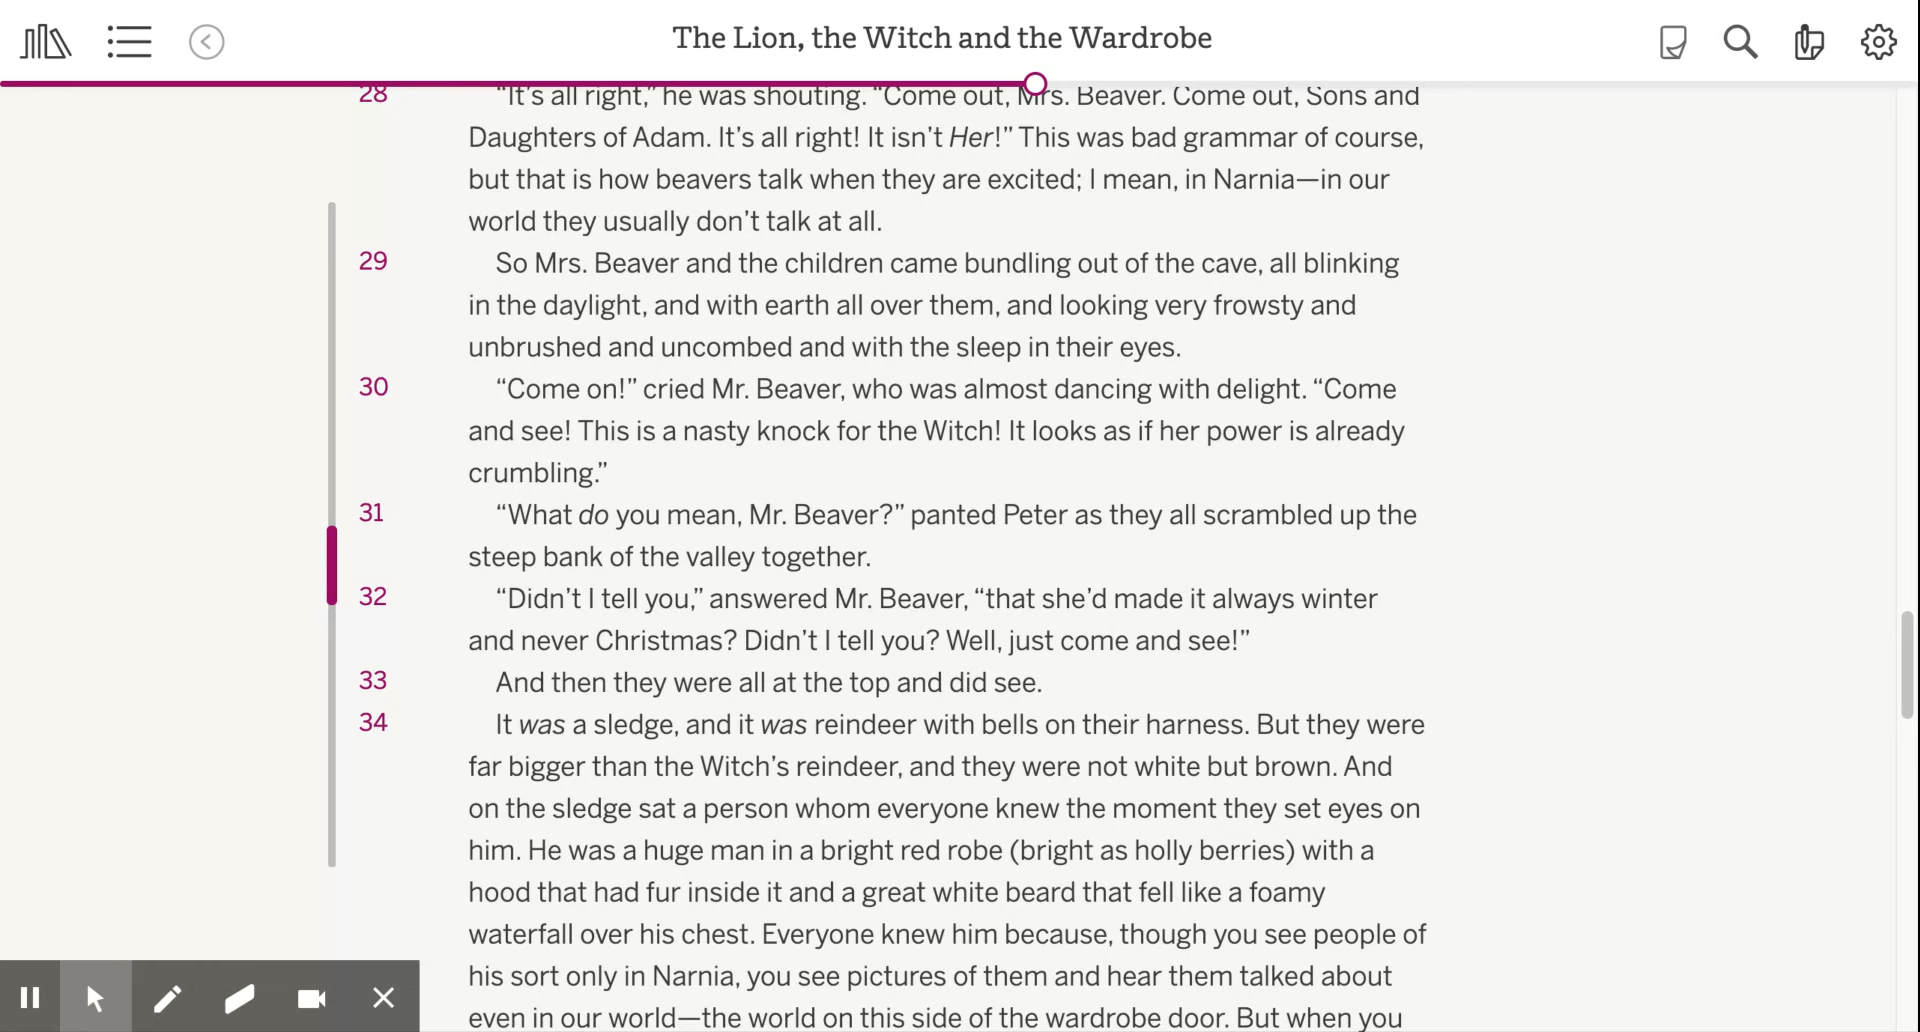 The Lion, the Witch and the Wardrobe
28 “It’s all right,” he was shouting. “Come out, Mrs. Beaver. Come out, Sons and
Daughters of Adam. It’s all right! It isn’t Her!” This was bad grammar of course,
but that is how beavers talk when they are excited; I mean, in Narnia—in our
world they usually don’t talk at all.
29 So Mrs. Beaver and the children came bundling out of the cave, all blinking
in the daylight, and with earth all over them, and looking very frowsty and
unbrushed and uncombed and with the sleep in their eyes.
30 “Come on!” cried Mr. Beaver, who was almost dancing with delight. “Come
and see! This is a nasty knock for the Witch! It looks as if her power is already
crumbling.”
31 “What do you mean, Mr. Beaver?” panted Peter as they all scrambled up the
steep bank of the valley together.
32 “Didn’t I tell you,” answered Mr. Beaver, “that she’d made it always winter
and never Christmas? Didn’t I tell you? Well, just come and see!”
33 And then they were all at the top and did see.
34 It was a sledge, and it was reindeer with bells on their harness. But they were
far bigger than the Witch’s reindeer, and they were not white but brown. And
on the sledge sat a person whom everyone knew the moment they set eyes on
him. He was a huge man in a bright red robe (bright as holly berries) with a
hood that had fur inside it and a great white beard that fell like a foamy
waterfall over his chest. Everyone knew him because, though you see people of
his sort only in Narnia, you see pictures of them and hear them talked about
even in our world—the world on this side of the wardrobe door. But when you